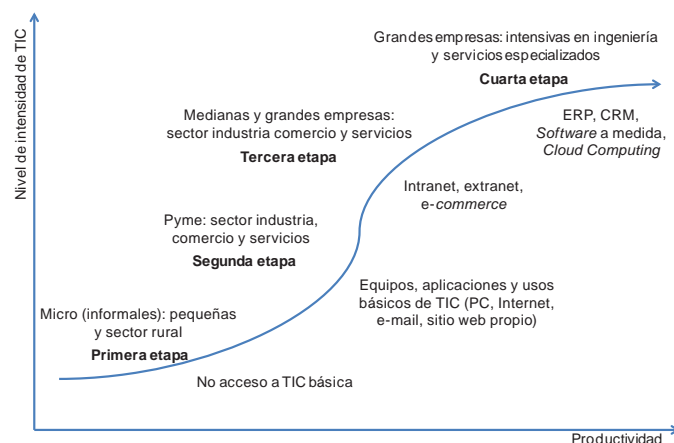 Nivel de intensidad de TIC
Grandes empresas: intensivas en ingeniería
y servicios especializados
Cuarta etapa
Medianas y grandes empresas:
sector industria comercio y servicios
Tercera etapa
ERP, CRM,
Software a medida,
Cloud Computing
Intranet, extranet,
e-commerce
Pyme: sector industria,
comercio y servicios
Segunda etapa
Equipos, aplicaciones y usos
básicos de TIC (PC, Internet,
e-mail, sitio web propio)
Micro (informales): pequeñas
y sector rural
Primera etapa
No acceso a TIC básica
Productividad